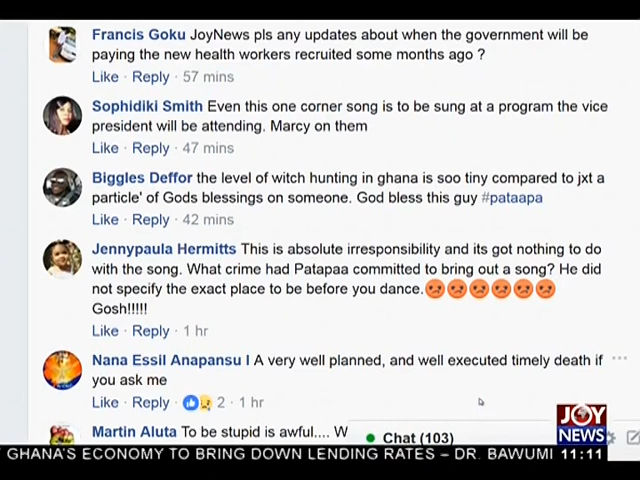 Francis Goku JoyNews pls any updates about when the government will be
paying the new health workers recruited some months ago ?
Like · Reply · 57 mins
Sophidiki Smith Even this one corner song is to be sung at a program the vice
president will be attending. Marcy on them
Like · Reply · 47 mins
Biggles Deffor the level of witch hunting in ghana is soo tiny compared to jxt a
particle' of Gods blessings on someone. God bless this guy #pataapa
Like · Reply · 42 mins
Jennypaula Hermitts This is absolute irresponsibility and its got nothing to do
with the song. What crime had Patapaa committed to bring out a song? He did
not specify the exact place to be before you dance.😡😡😡😡😡😡
Gosh!!!!!
Like · Reply · 1 hr
Nana Essil Anapansu I A very well planned, and well executed timely death if
you ask me
Like · Reply · 2 · 1 hr
Martin Aluta To be stupid is awful.... W
Chat (103)
JOY
NEWS
GHANA'S ECONOMY TO BRING DOWN LENDING RATES – DR. BAWUMI 11:11